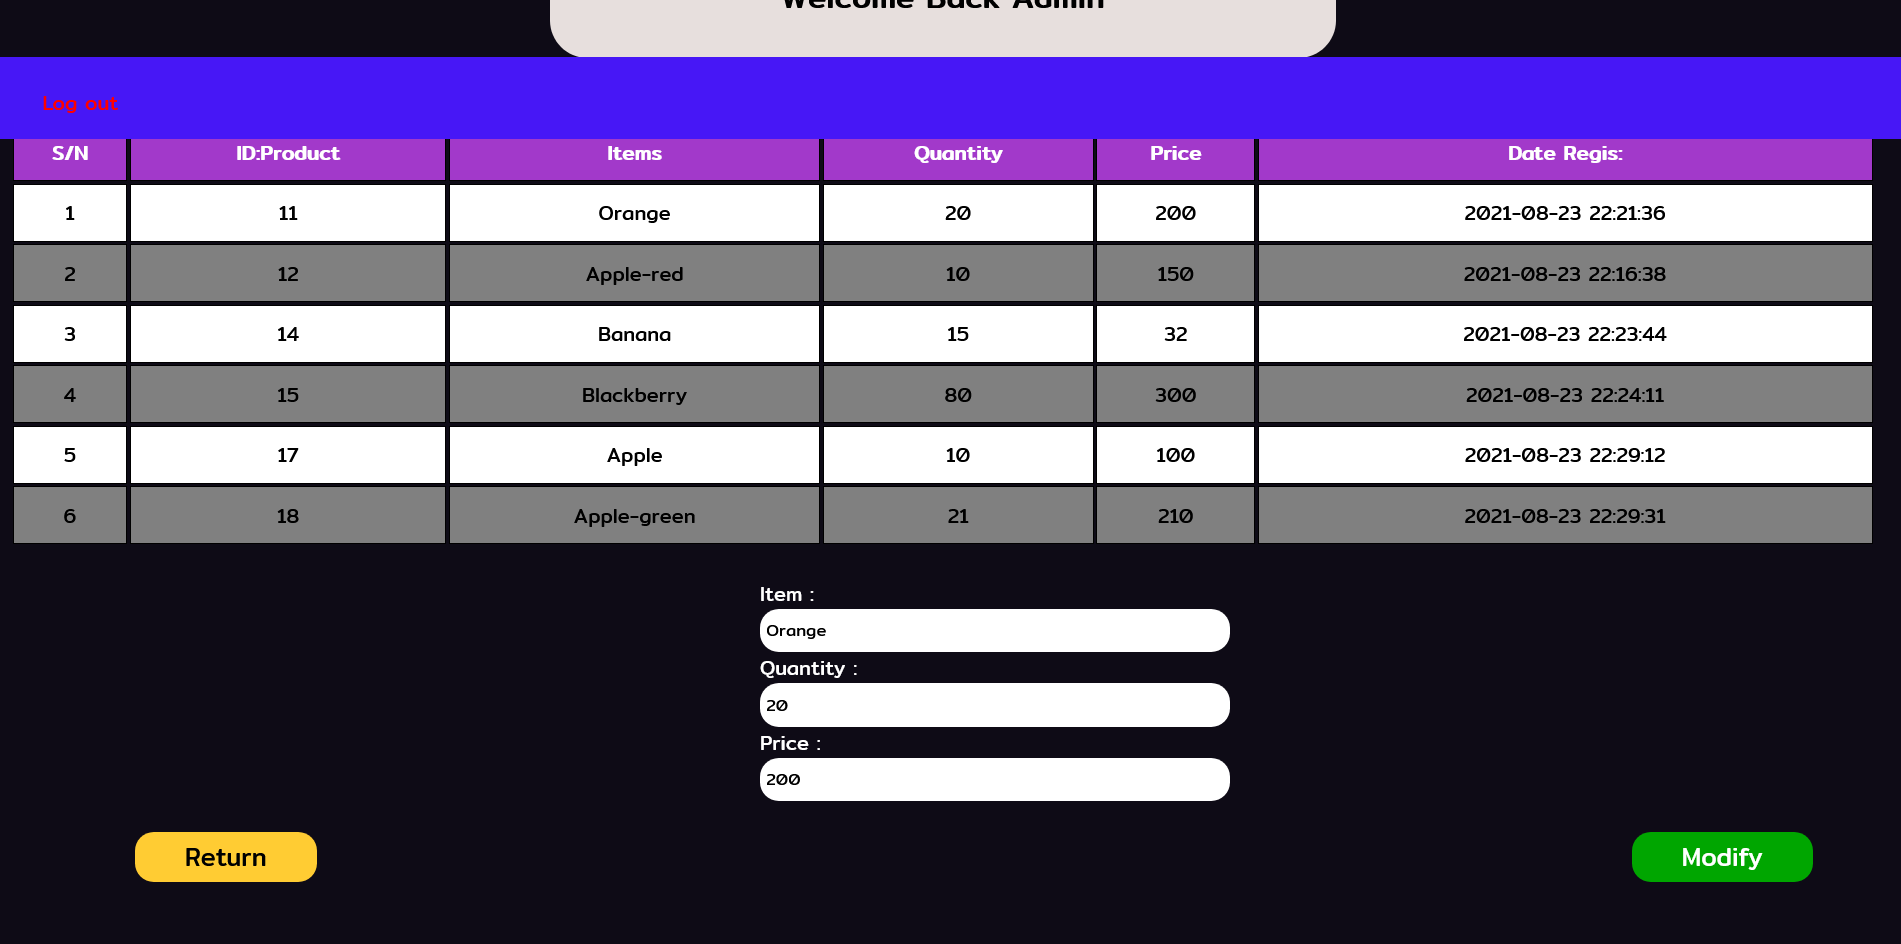 Welcome Back Admin
Log out
S/N ID:Product Items Quantity Price Date Regis:
1 11 Orange 20 200 2021-08-23 22:21:36
2 12 Apple-red 10 150 2021-08-23 22:16:38
3 14 Banana 15 32 2021-08-23 22:23:44
4 15 Blackberry 80 300 2021-08-23 22:24:11
5 17 Apple 10 100 2021-08-23 22:29:12
6 18 Apple-green 21 210 2021-08-23 22:29:31
Item :
Orange
Quantity :
20
Price :
200
Return Modify